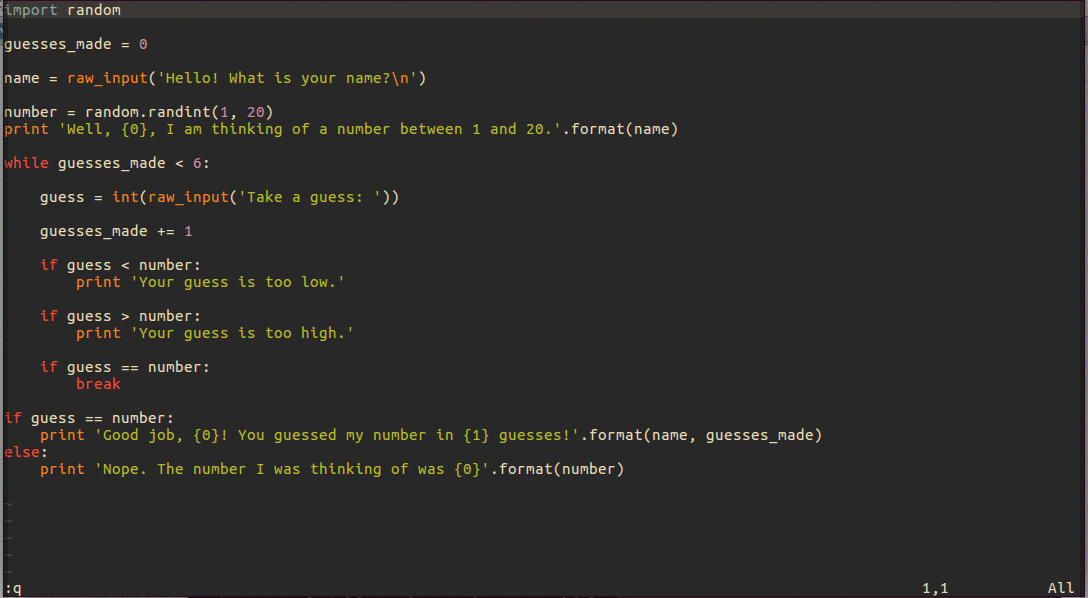 import random

guesses_made = 0

name = raw_input('Hello! What is your name?\n')

number = random.randint(1, 20)
print 'Well, {0}, I am thinking of a number between 1 and 20.'.format(name)

while guesses_made < 6:

    guess = int(raw_input('Take a guess: '))

    guesses_made += 1

    if guess < number:
        print 'Your guess is too low.'

    if guess > number:
        print 'Your guess is too high.'

    if guess == number:
        break

if guess == number:
    print 'Good job, {0}! You guessed my number in {1} guesses!'.format(name, guesses_made)
else:
    print 'Nope. The number I was thinking of was {0}'.format(number)

~
~
~
~
~
:q 1,1 All